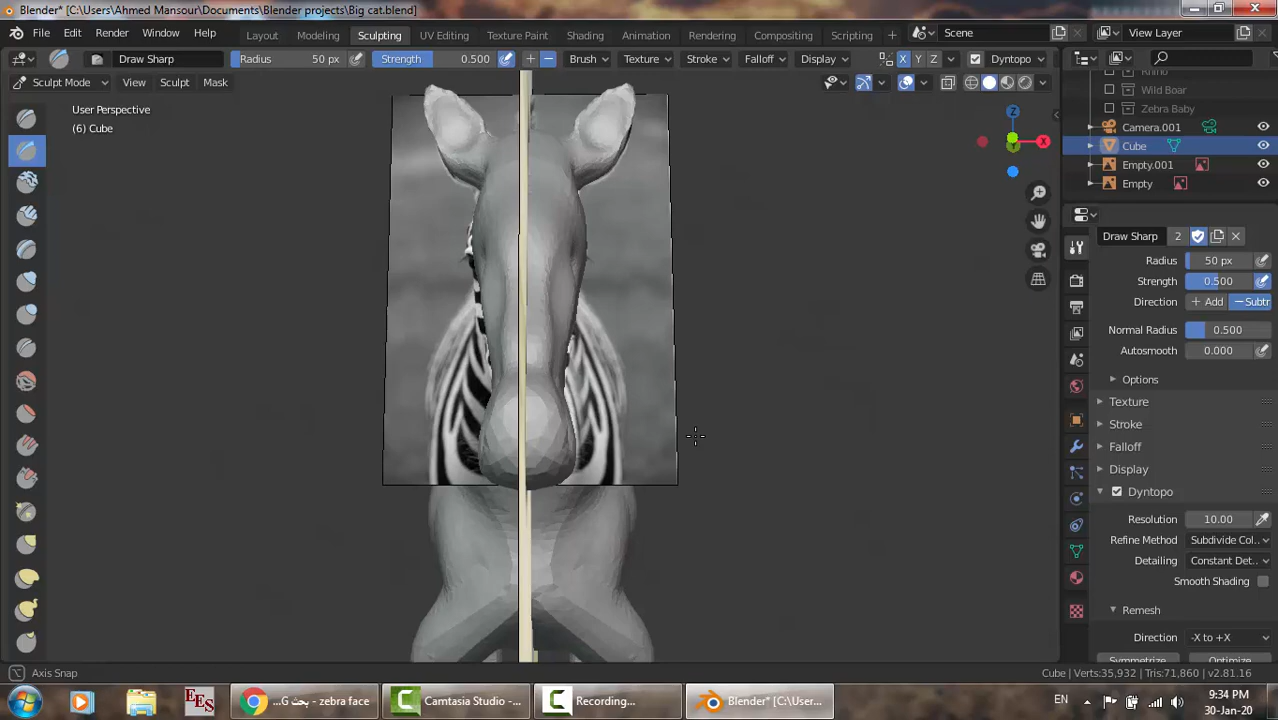 Blender* [C:\Users\Ahmed Mansour\Documents\Blender projects\Big cat.blend]
File Edit Render Window Help Layout Modeling Sculpting UV Editing Texture Paint Shading Animation Rendering Compositing Scripting + Scene View Layer
Draw Sharp Radius 50 px Strength 0.500 + − Brush Texture Stroke Falloff Display X Y Z Dyntopo
Sculpt Mode View Sculpt Mask
User Perspective
(6) Cube
Z
X
Y
Rhino
Wild Boar
Zebra Baby
Camera.001
Cube
Empty.001
Empty
Draw Sharp 2
Radius 50 px
Strength 0.500
Direction + Add − Subtr
Normal Radius 0.500
Autosmooth 0.000
Options
Texture
Stroke
Falloff
Display
Dyntopo
Resolution 10.00
Refine Method Subdivide Col...
Detailing Constant Det...
Smooth Shading
Remesh
Direction -X to +X
Symmetrize Optimize
Axis Snap
Cube | Verts:35,932 | Tris:71,860 | v2.81.16
EES
...بحث G - zebra face
Camtasia Studio - ...
Recording...
Blender* [C:\User...
EN
9:34 PM
30-Jan-20